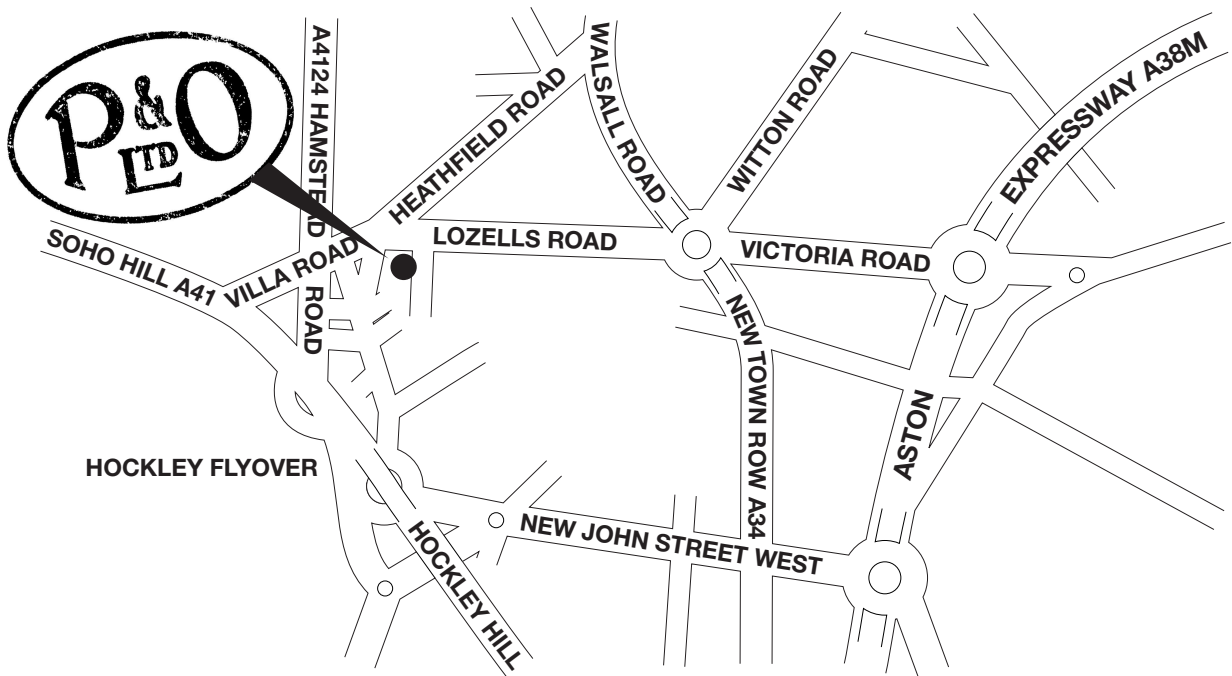 P&O
LTD
A4124 HAMSTEAD ROAD
HEATHFIELD ROAD
WALSALL ROAD
WITTON ROAD
EXPRESSWAY A38M
SOHO HILL A41
VILLA ROAD
LOZELLS ROAD
VICTORIA ROAD
NEW TOWN ROW A34
ASTON
HOCKLEY FLYOVER
HOCKLEY HILL
NEW JOHN STREET WEST